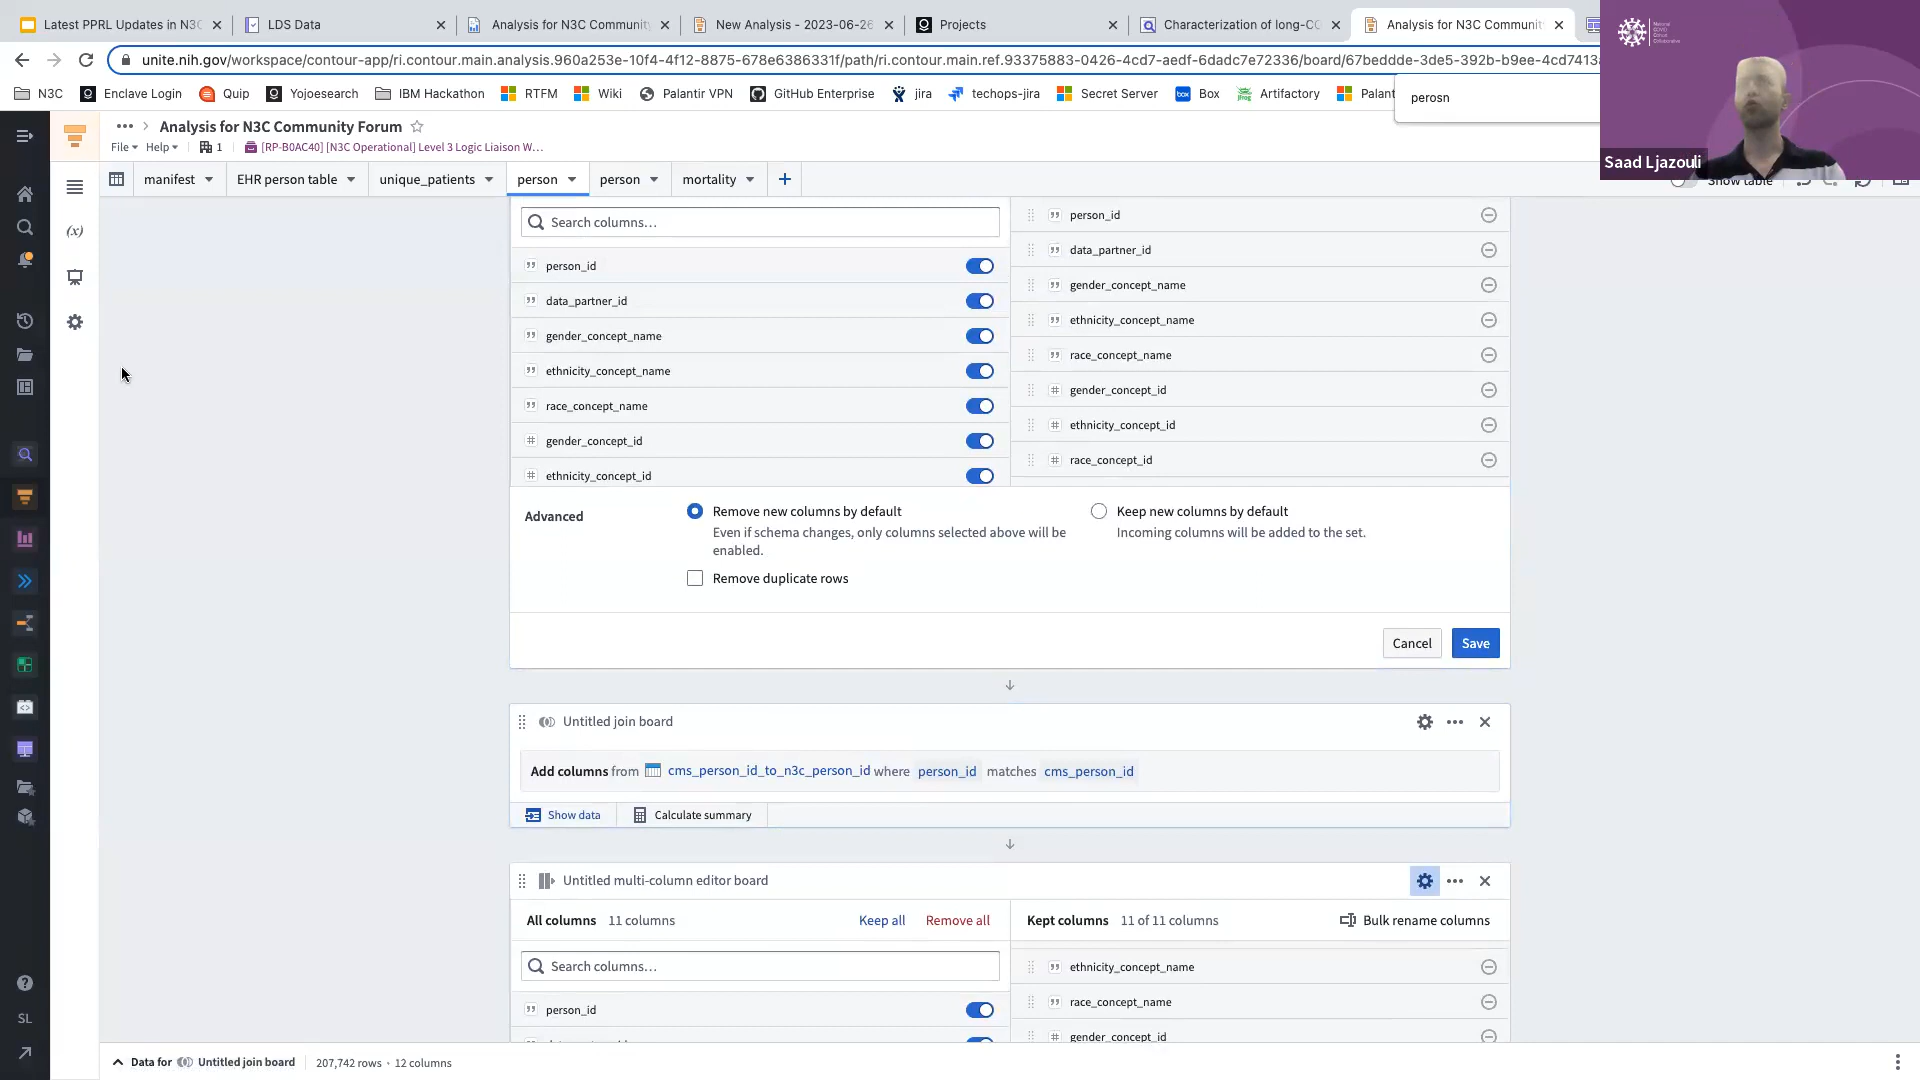 Latest PPRL Updates in N3C
LDS Data
Analysis for N3C Community
New Analysis - 2023-06-26
Projects
Characterization of long-CO
Analysis for N3C Communit
unite.nih.gov/workspace/contour-app/ri.contour.main.analysis.960a253e-10f4-4f12-8875-678e6386331f/path/ri.contour.main.ref.93375883-0426-4cd7-aedf-6dadc7e72336/board/67beddde-3de5-392b-b9ee-4cd7413
N3C
Enclave Login
Quip
Yojoesearch
IBM Hackathon
RTFM
Wiki
Palantir VPN
GitHub Enterprise
jira
techops-jira
Secret Server
Box
Artifactory
Palant
perosn
Saad Ljazouli
Analysis for N3C Community Forum
File
Help
1
[RP-B0AC40] [N3C Operational] Level 3 Logic Liaison W...
manifest
EHR person table
unique_patients
person
person
mortality
Show table
Search columns...
person_id
data_partner_id
gender_concept_name
ethnicity_concept_name
race_concept_name
gender_concept_id
ethnicity_concept_id
person_id
data_partner_id
gender_concept_name
ethnicity_concept_name
race_concept_name
gender_concept_id
ethnicity_concept_id
race_concept_id
Advanced
Remove new columns by default
Even if schema changes, only columns selected above will be
enabled.
Keep new columns by default
Incoming columns will be added to the set.
Remove duplicate rows
Cancel
Save
Untitled join board
Add columns from cms_person_id_to_n3c_person_id where person_id matches cms_person_id
Show data
Calculate summary
Untitled multi-column editor board
All columns 11 columns
Keep all
Remove all
Kept columns 11 of 11 columns
Bulk rename columns
Search columns...
person_id
ethnicity_concept_name
race_concept_name
gender_concept_id
SL
Data for Untitled join board 207,742 rows • 12 columns